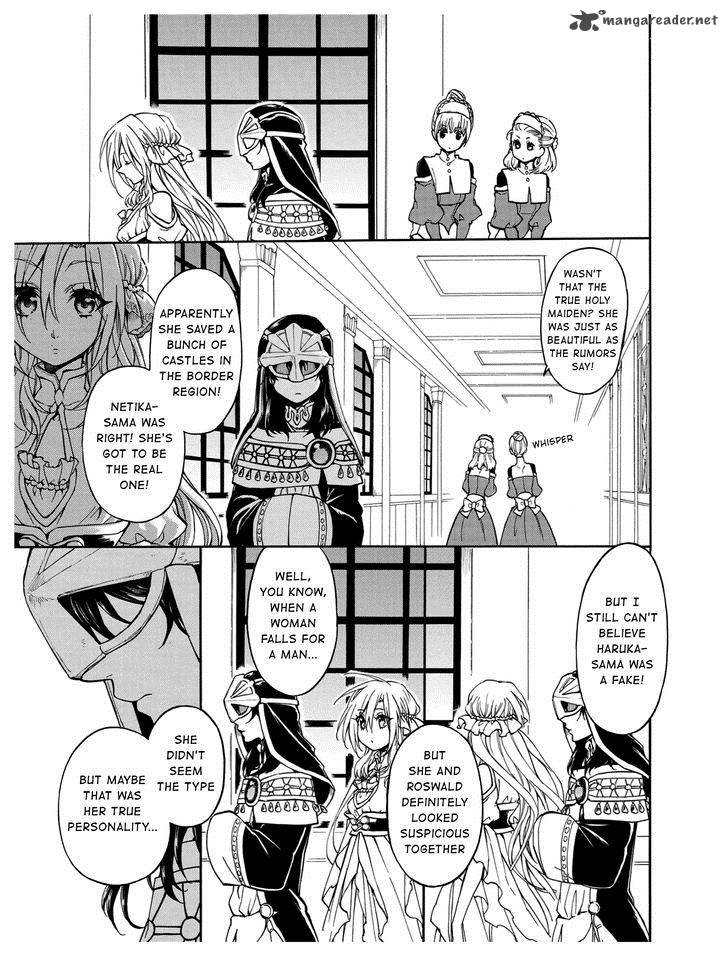 mangareader.net
WASN'T
THAT THE
TRUE HOLY
MAIDEN? SHE
WAS JUST AS
BEAUTIFUL AS
THE RUMORS
SAY!
WHISPER
APPARENTLY
SHE SAVED A
BUNCH OF
CASTLES IN
THE BORDER
REGION!
NETIKA-
SAMA WAS
RIGHT! SHE'S
GOT TO BE
THE REAL
ONE!
BUT I
STILL CAN'T
BELIEVE
HARUKA-
SAMA WAS
A FAKE!
BUT
SHE AND
ROSWALD
DEFINITELY
LOOKED
SUSPICIOUS
TOGETHER
WELL,
YOU KNOW,
WHEN A
WOMAN
FALLS FOR
A MAN...
SHE
DIDN'T
SEEM
THE TYPE
BUT MAYBE
THAT WAS
HER TRUE
PERSONALITY...